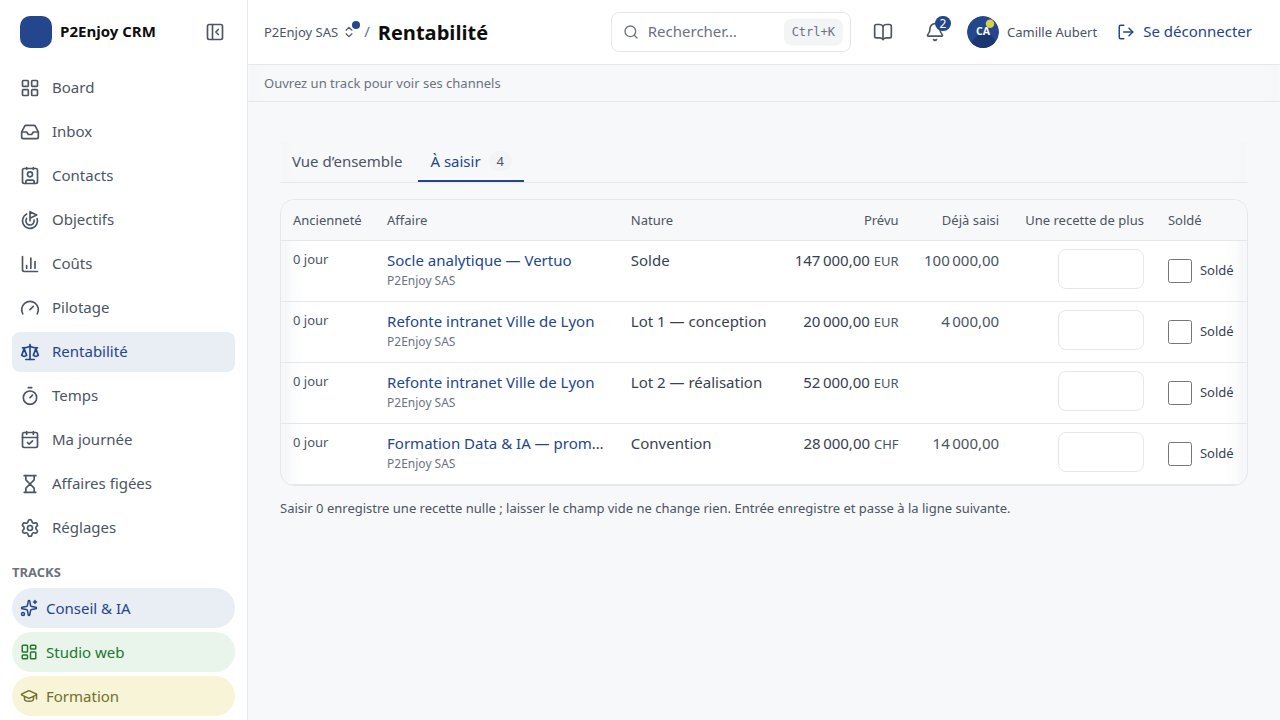 P2Enjoy CRM
Board
Inbox
Contacts
Objectifs
Coûts
Pilotage
Rentabilité
Temps
Ma journée
Affaires figées
Réglages
TRACKS
Conseil & IA
Studio web
Formation
P2Enjoy SAS / Rentabilité
Rechercher... Ctrl+K
2
CA Camille Aubert
Se déconnecter
Ouvrez un track pour voir ses channels
Vue d'ensemble À saisir 4
Ancienneté Affaire Nature Prévu Déjà saisi Une recette de plus Soldé
0 jour Socle analytique — Vertuo Solde 147 000,00 EUR 100 000,00 Soldé
P2Enjoy SAS
0 jour Refonte intranet Ville de Lyon Lot 1 — conception 20 000,00 EUR 4 000,00 Soldé
P2Enjoy SAS
0 jour Refonte intranet Ville de Lyon Lot 2 — réalisation 52 000,00 EUR Soldé
P2Enjoy SAS
0 jour Formation Data & IA — prom… Convention 28 000,00 CHF 14 000,00 Soldé
P2Enjoy SAS
Saisir 0 enregistre une recette nulle ; laisser le champ vide ne change rien. Entrée enregistre et passe à la ligne suivante.